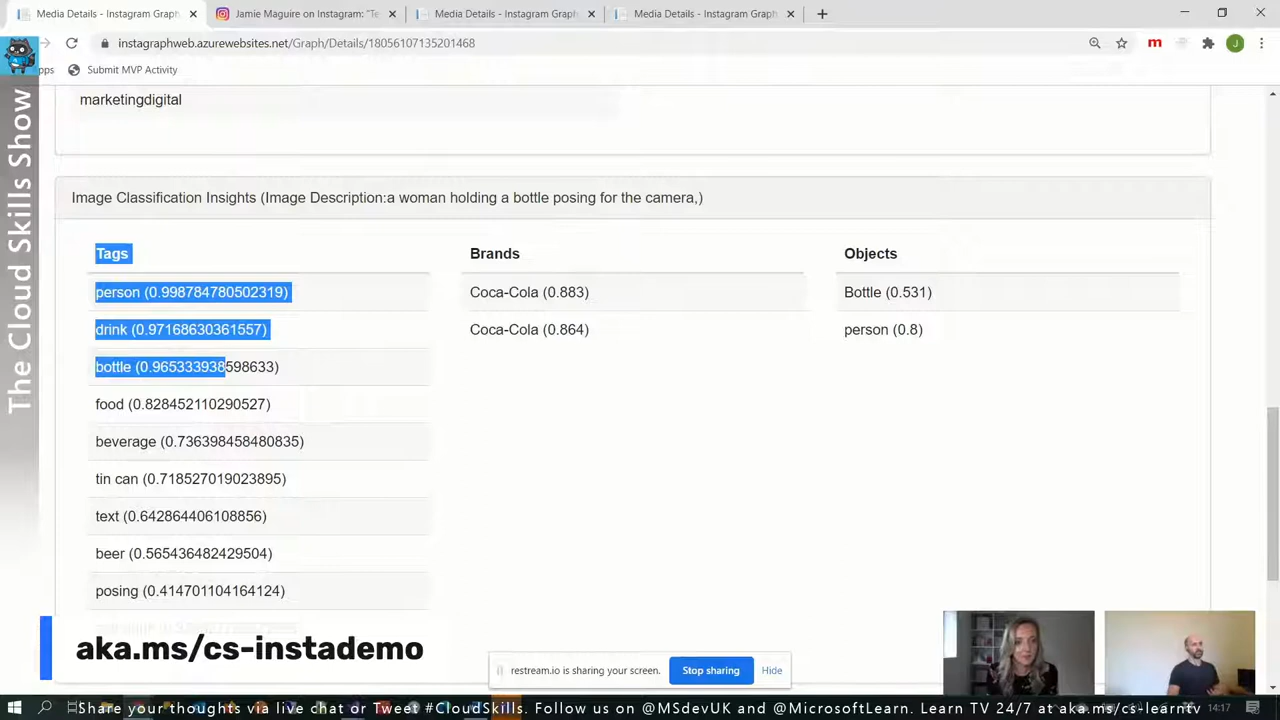 Media Details - Instagram Graph
Jamie Maguire on Instagram: "Te
Media Details - Instagram Graph
Media Details - Instagram Graph
instagraphweb.azurewebsites.net/Graph/Details/18056107135201468
m
J
pps
Submit MVP Activity
The Cloud Skills Show
marketingdigital
Image Classification Insights (Image Description:a woman holding a bottle posing for the camera,)
Tags
Brands
Objects
person (0.998784780502319)
Coca-Cola (0.883)
Bottle (0.531)
drink (0.97168630361557)
Coca-Cola (0.864)
person (0.8)
bottle (0.965333938598633)
food (0.828452110290527)
beverage (0.736398458480835)
tin can (0.718527019023895)
text (0.642864406108856)
beer (0.565436482429504)
posing (0.414701104164124)
aka.ms/cs-instademo
restream.io is sharing your screen.
Stop sharing
Hide
Share your thoughts via live chat or Tweet #CloudSkills. Follow us on @MSdevUK and @MicrosoftLearn. Learn TV 24/7 at aka.ms/cs-learntv
14:17